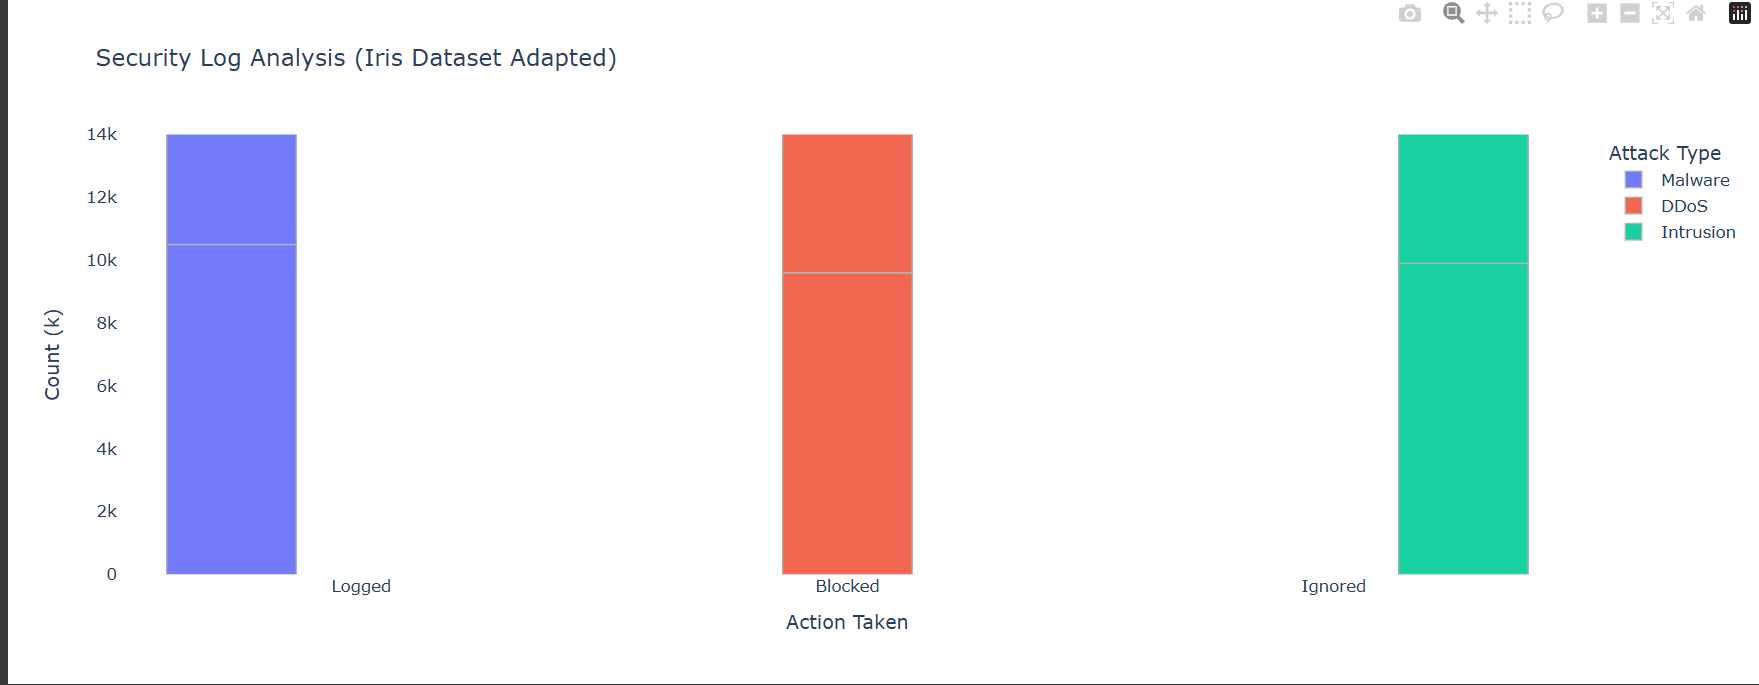 Security Log Analysis (Iris Dataset Adapted)
14k
12k
10k
8k
6k
4k
2k
0
Count (k)
Logged
Blocked
Ignored
Action Taken
Attack Type
Malware
DDoS
Intrusion